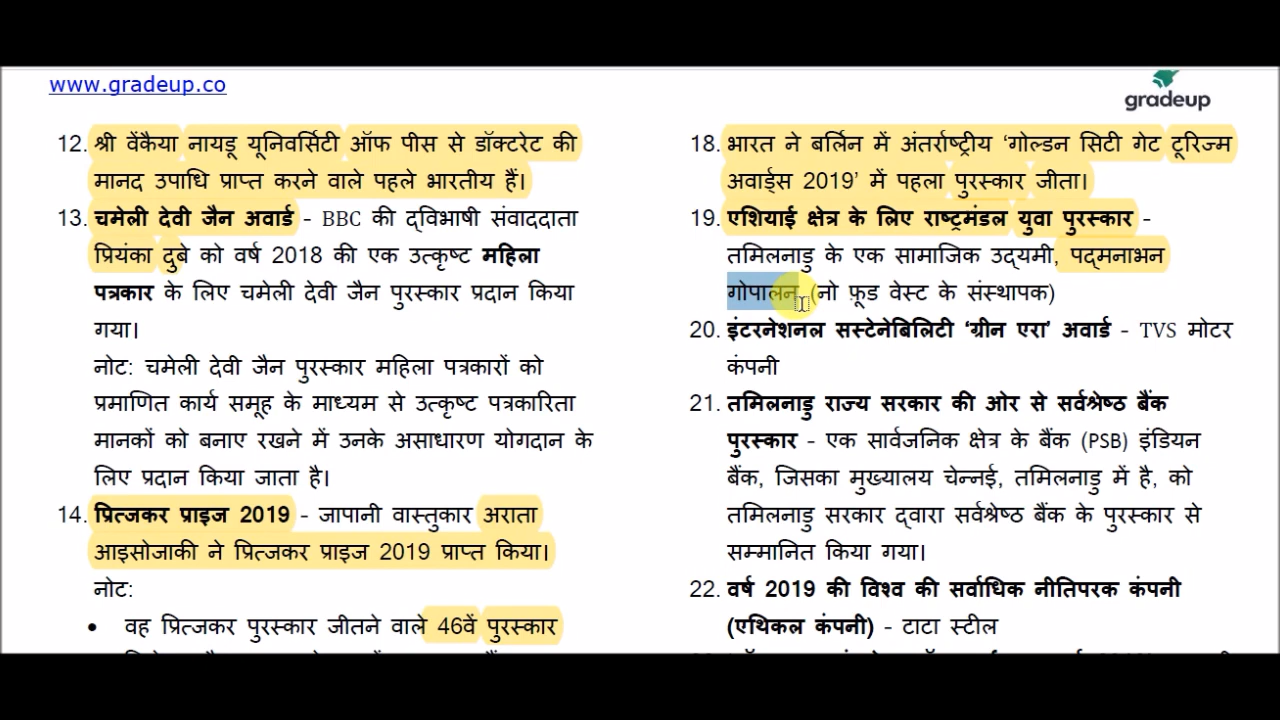 www.gradeup.co
gradeup
12. श्री वेंकैया नायडू यूनिवर्सिटी ऑफ पीस से डॉक्टरेट की
मानद उपाधि प्राप्त करने वाले पहले भारतीय हैं।
13. चमेली देवी जैन अवार्ड - BBC की द्विभाषी संवाददाता
प्रियंका दुबे को वर्ष 2018 की एक उत्कृष्ट महिला
पत्रकार के लिए चमेली देवी जैन पुरस्कार प्रदान किया
गया।
नोट: चमेली देवी जैन पुरस्कार महिला पत्रकारों को
प्रमाणित कार्य समूह के माध्यम से उत्कृष्ट पत्रकारिता
मानकों को बनाए रखने में उनके असाधारण योगदान के
लिए प्रदान किया जाता है।
14. प्रित्जकर प्राइज 2019 - जापानी वास्तुकार अराता
आइसोजाकी ने प्रित्जकर प्राइज 2019 प्राप्त किया।
नोट:
• वह प्रित्जकर पुरस्कार जीतने वाले 46वें पुरस्कार
18. भारत ने बर्लिन में अंतर्राष्ट्रीय ‘गोल्डन सिटी गेट टूरिज्म
अवार्ड्स 2019’ में पहला पुरस्कार जीता।
19. एशियाई क्षेत्र के लिए राष्ट्रमंडल युवा पुरस्कार -
तमिलनाडु के एक सामाजिक उद्यमी, पद्मनाभन
गोपालन (नो फ़ूड वेस्ट के संस्थापक)
20. इंटरनेशनल सस्टेनेबिलिटी ‘ग्रीन एरा’ अवार्ड - TVS मोटर
कंपनी
21. तमिलनाडु राज्य सरकार की ओर से सर्वश्रेष्ठ बैंक
पुरस्कार - एक सार्वजनिक क्षेत्र के बैंक (PSB) इंडियन
बैंक, जिसका मुख्यालय चेन्नई, तमिलनाडु में है, को
तमिलनाडु सरकार द्वारा सर्वश्रेष्ठ बैंक के पुरस्कार से
सम्मानित किया गया।
22. वर्ष 2019 की विश्व की सर्वाधिक नीतिपरक कंपनी
(एथिकल कंपनी) - टाटा स्टील